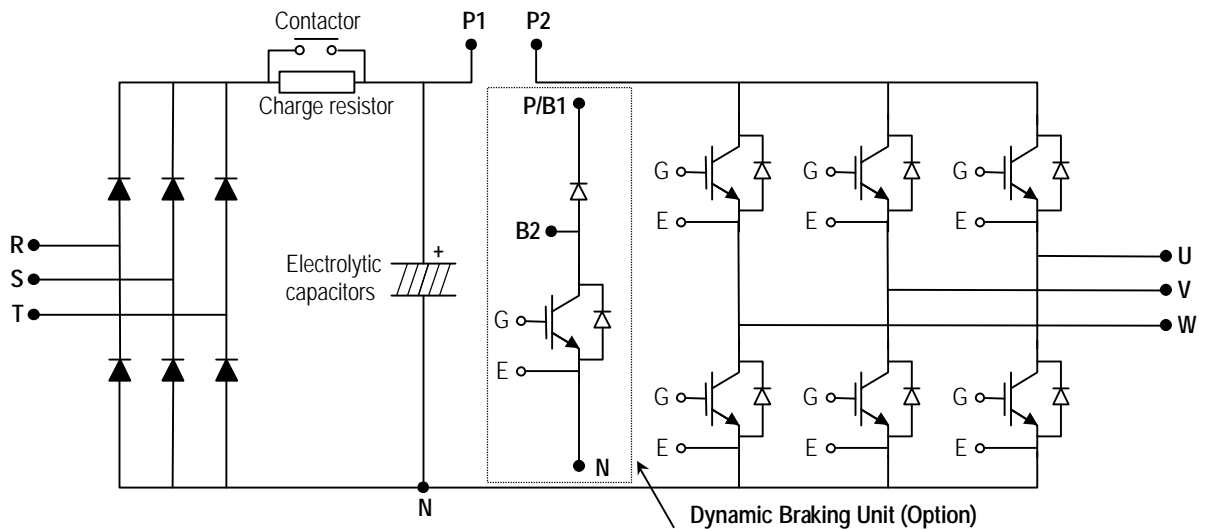 Contactor
P1
P2
Charge resistor
P/B1
G
G
G
E
E
E
R
B2
U
S
Electrolytic
capacitors
V
T
G
W
E
G
G
G
E
E
E
N
N
Dynamic Braking Unit (Option)